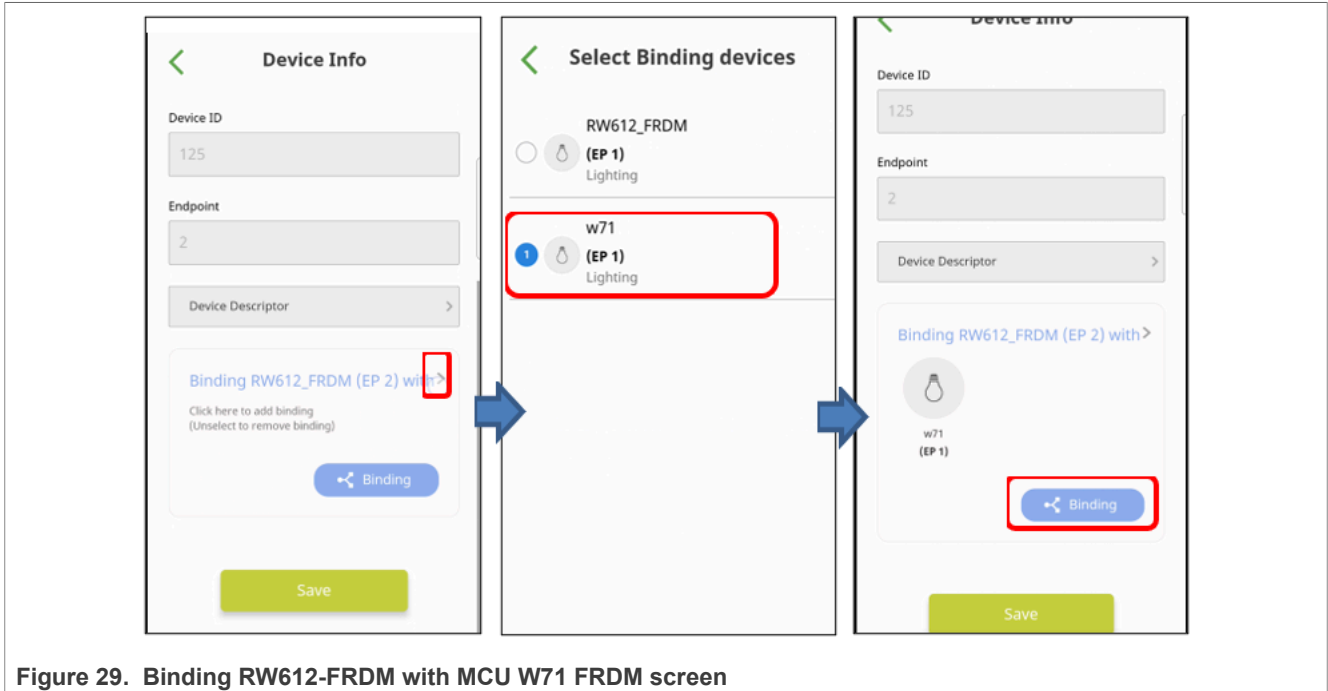 Device Info
Device ID
125
Endpoint
2
Device Descriptor
Binding RW612_FRDM (EP 2) with
Click here to add binding
(Unselect to remove binding)
Binding
Save
Select Binding devices
RW612_FRDM
(EP 1)
Lighting
1
w71
(EP 1)
Lighting
Device Info
Device ID
125
Endpoint
2
Device Descriptor
Binding RW612_FRDM (EP 2) with
w71
(EP 1)
Binding
Save
Figure 29. Binding RW612-FRDM with MCU W71 FRDM screen